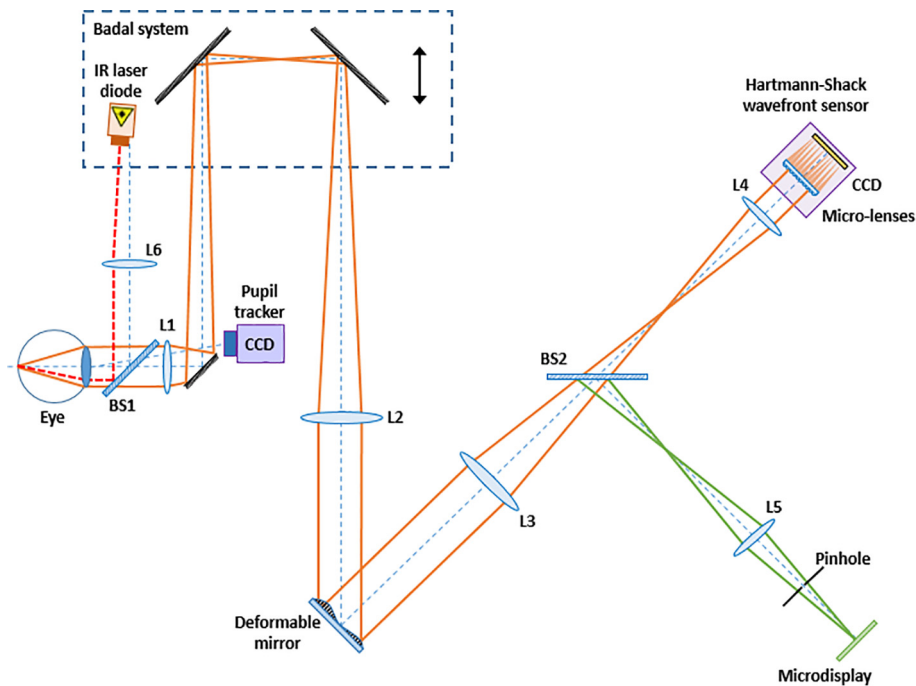 Badal system
IR laser
diode
Hartmann-Shack
wavefront sensor
L4
CCD
Micro-lenses
L6
Pupil
tracker
L1
CCD
BS2
Eye
BS1
L2
L3
L5
Pinhole
Deformable
mirror
Microdisplay